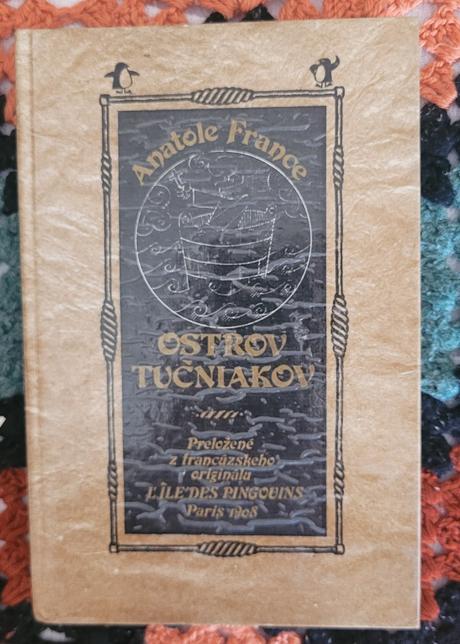 Anatole France
OSTROV
TUČNIAKOV
Preložené
z francúzskeho
originálu
L'ÎLE DES PINGOUINS
Paris 1908